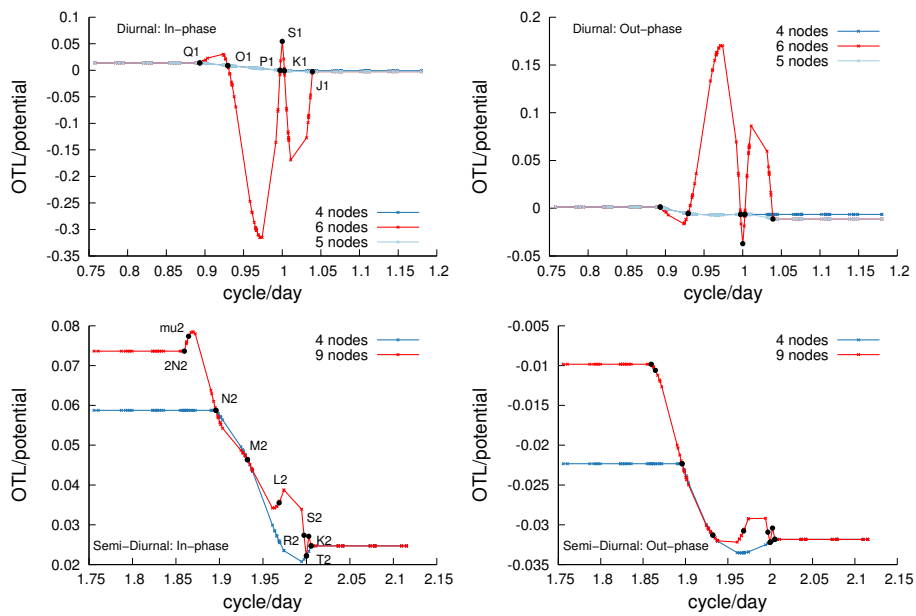 Diurnal: In-phase
OTL/potential
0.1
0.05
0
-0.05
-0.1
-0.15
-0.2
-0.25
-0.3
-0.35
Q1
O1
P1
S1
K1
J1
4 nodes
6 nodes
5 nodes
0.75 0.8 0.85 0.9 0.95 1 1.05 1.1 1.15 1.2
cycle/day
Diurnal: Out-phase
OTL/potential
0.2
0.15
0.1
0.05
0
-0.05
4 nodes
6 nodes
5 nodes
0.75 0.8 0.85 0.9 0.95 1 1.05 1.1 1.15 1.2
cycle/day
OTL/potential
0.08
0.07
0.06
0.05
0.04
0.03
0.02
mu2
2N2
N2
M2
L2
S2
R2
K2
T2
4 nodes
9 nodes
Semi-Diurnal: In-phase
1.75 1.8 1.85 1.9 1.95 2 2.05 2.1 2.15
cycle/day
OTL/potential
-0.005
-0.01
-0.015
-0.02
-0.025
-0.03
-0.035
4 nodes
9 nodes
Semi-Diurnal: Out-phase
1.75 1.8 1.85 1.9 1.95 2 2.05 2.1 2.15
cycle/day